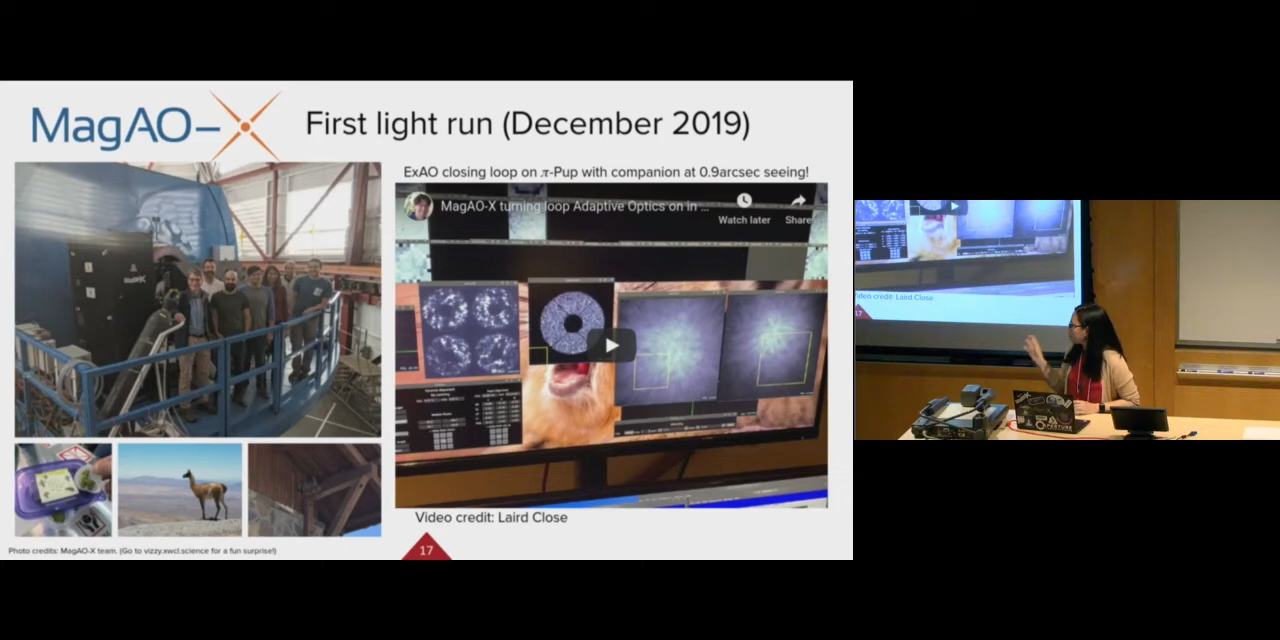 MagAO-X
First light run (December 2019)
ExAO closing loop on π-Pup with companion at 0.9arcsec seeing!
MagAO-X turning loop Adaptive Optics on in ...
Watch later
Share
Video credit: Laird Close
Photo credits: MagAO-X team. (Go to vizzy.xwcl.science for a fun surprise!)
17
Video credit: Laird Close
17